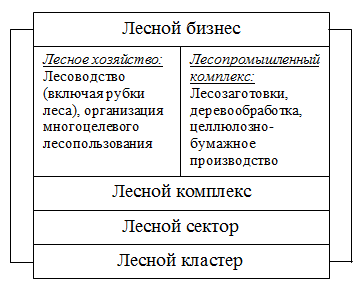 Лесной бизнес
Лесное хозяйство:
Лесоводство
(включая рубки
леса), организация
многоцелевого
лесопользования
Лесопромышленный
комплекс:
Лесозаготовки,
деревообработка,
целлюлозно-
бумажное
производство
Лесной комплекс
Лесной сектор
Лесной кластер